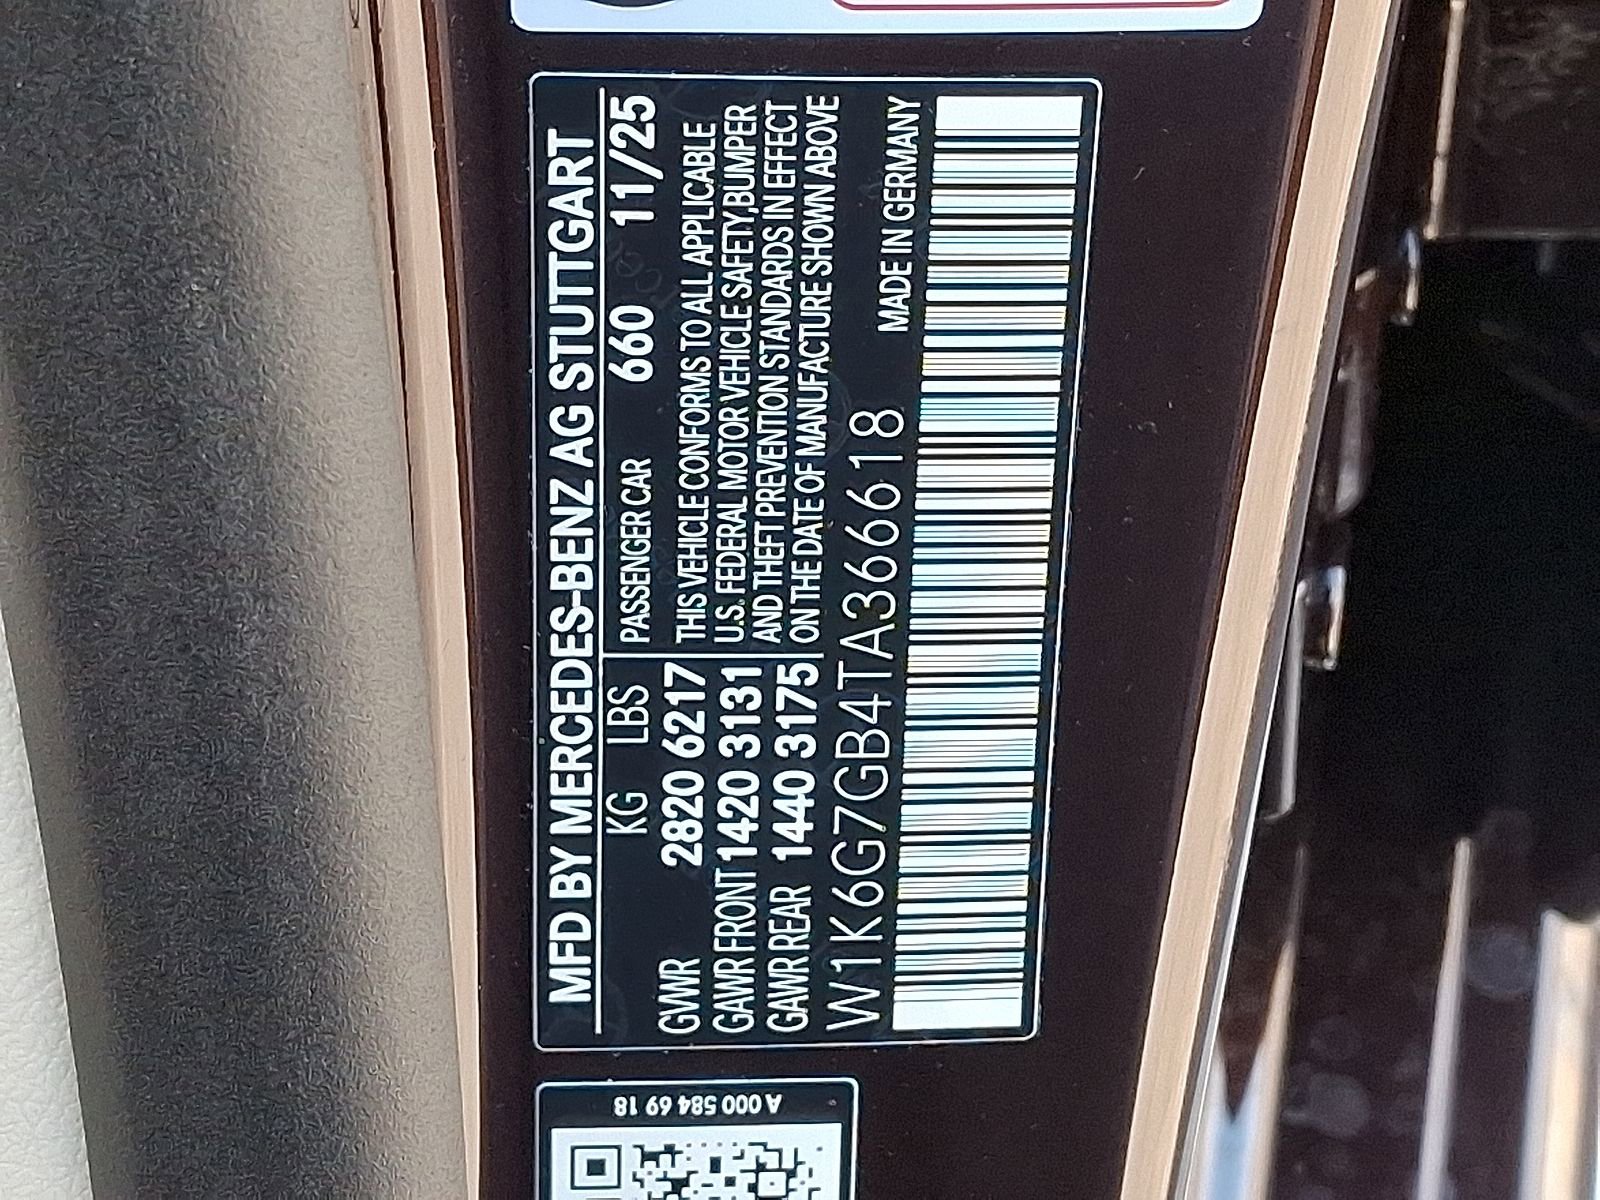 MFD BY MERCEDES-BENZ AG STUTTGART
KG LBS
GVWR 2820 6217
GAWR FRONT 1420 3131
GAWR REAR 1440 3175
PASSENGER CAR 660 11/25
THIS VEHICLE CONFORMS TO ALL APPLICABLE
U.S. FEDERAL MOTOR VEHICLE SAFETY,BUMPER
AND THEFT PREVENTION STANDARDS IN EFFECT
ON THE DATE OF MANUFACTURE SHOWN ABOVE
W1K6G7GB4TA366618
MADE IN GERMANY
A 000 584 69 18